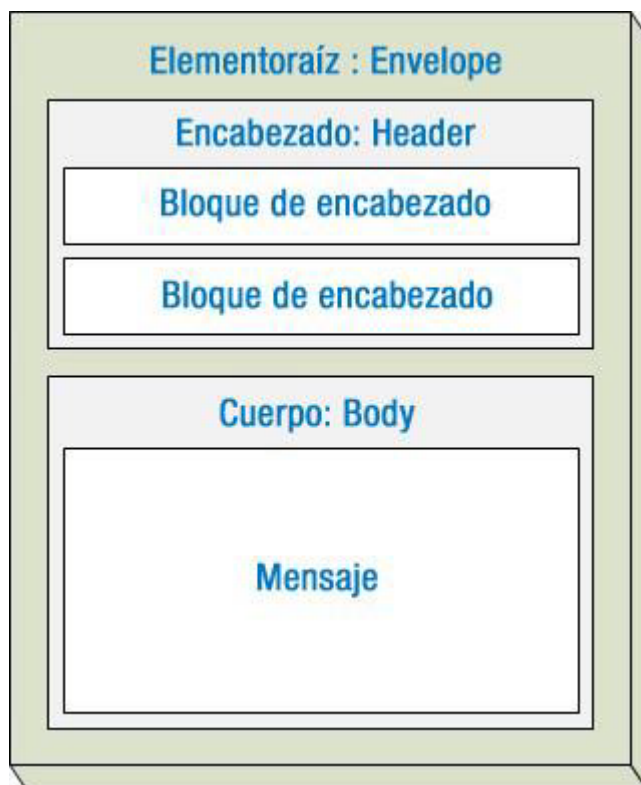 Elementoraíz : Envelope
Encabezado: Header
Bloque de encabezado
Bloque de encabezado
Cuerpo: Body
Mensaje